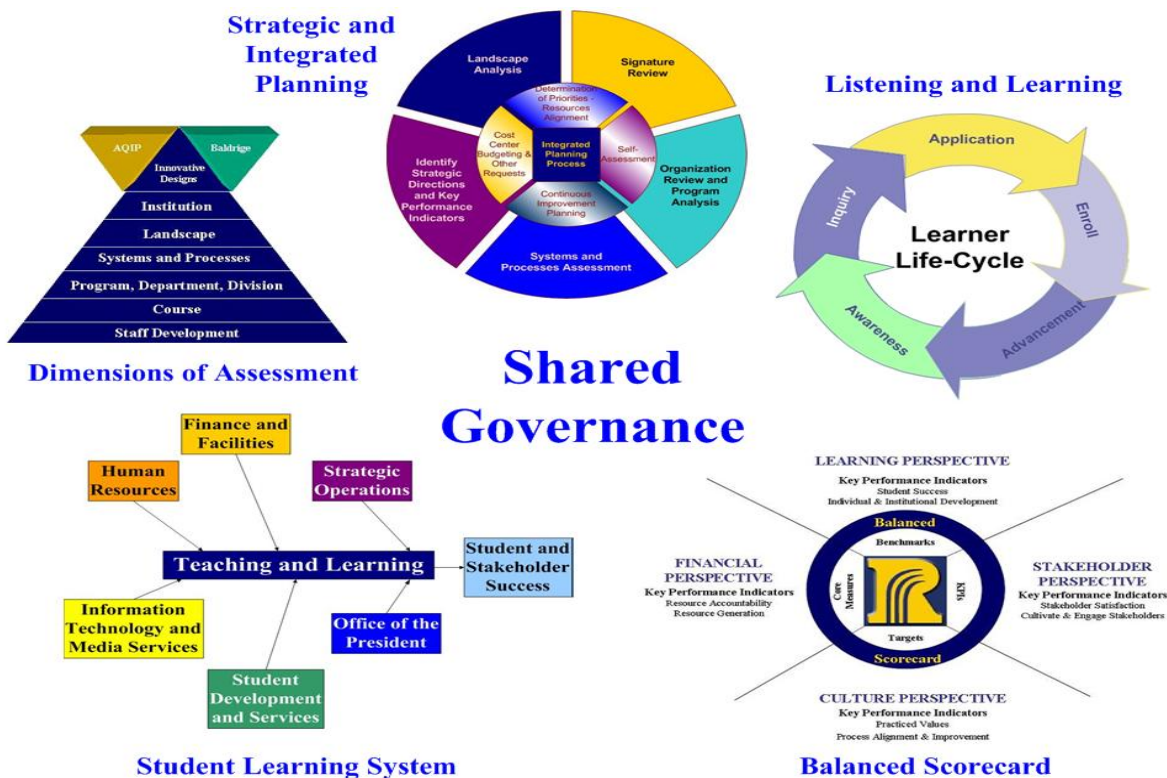 Strategic and
Integrated
Planning
Landscape
Analysis
Signature
Review
Determination
of Priorities -
Resources
Alignment
Cost
Center
Budgeting &
Other
Requests
Integrated
Planning
Process
Self-
Assessment
Continuous
Improvement
Planning
Identify
Strategic
Directions
and Key
Performance
Indicators
Organization
Review and
Program
Analysis
Systems and
Processes Assessment
Listening and Learning
Application
Enroll
Advancement
Awareness
Inquiry
Learner
Life-Cycle
AQIP
Baldrige
Innovative
Designs
Institution
Landscape
Systems and Processes
Program, Department, Division
Course
Staff Development
Dimensions of Assessment
Shared
Governance
Finance and
Facilities
Human
Resources
Strategic
Operations
Teaching and Learning
Student and
Stakeholder
Success
Information
Technology and
Media Services
Office of the
President
Student
Development
and Services
Student Learning System
LEARNING PERSPECTIVE
Key Performance Indicators
Student Success
Individual & Institutional Development
Balanced
Benchmarks
Core
Measures
R
KPIs
Targets
Scorecard
FINANCIAL
PERSPECTIVE
Key Performance Indicators
Resource Accountability
Resource Generation
STAKEHOLDER
PERSPECTIVE
Key Performance Indicators
Stakeholder Satisfaction
Cultivate & Engage Stakeholders
CULTURE PERSPECTIVE
Key Performance Indicators
Practiced Values
Process Alignment & Improvement
Balanced Scorecard